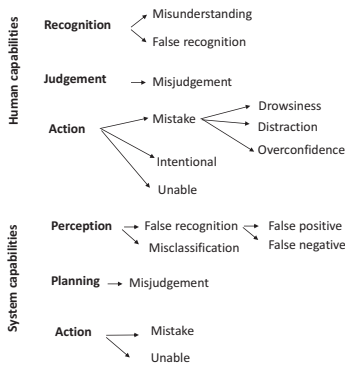 Human capabilities
Recognition
Misunderstanding
False recognition
Judgement
Misjudgement
Action
Mistake
Drowsiness
Distraction
Overconfidence
Intentional
Unable
System capabilities
Perception
False recognition
False positive
False negative
Misclassification
Planning
Misjudgement
Action
Mistake
Unable